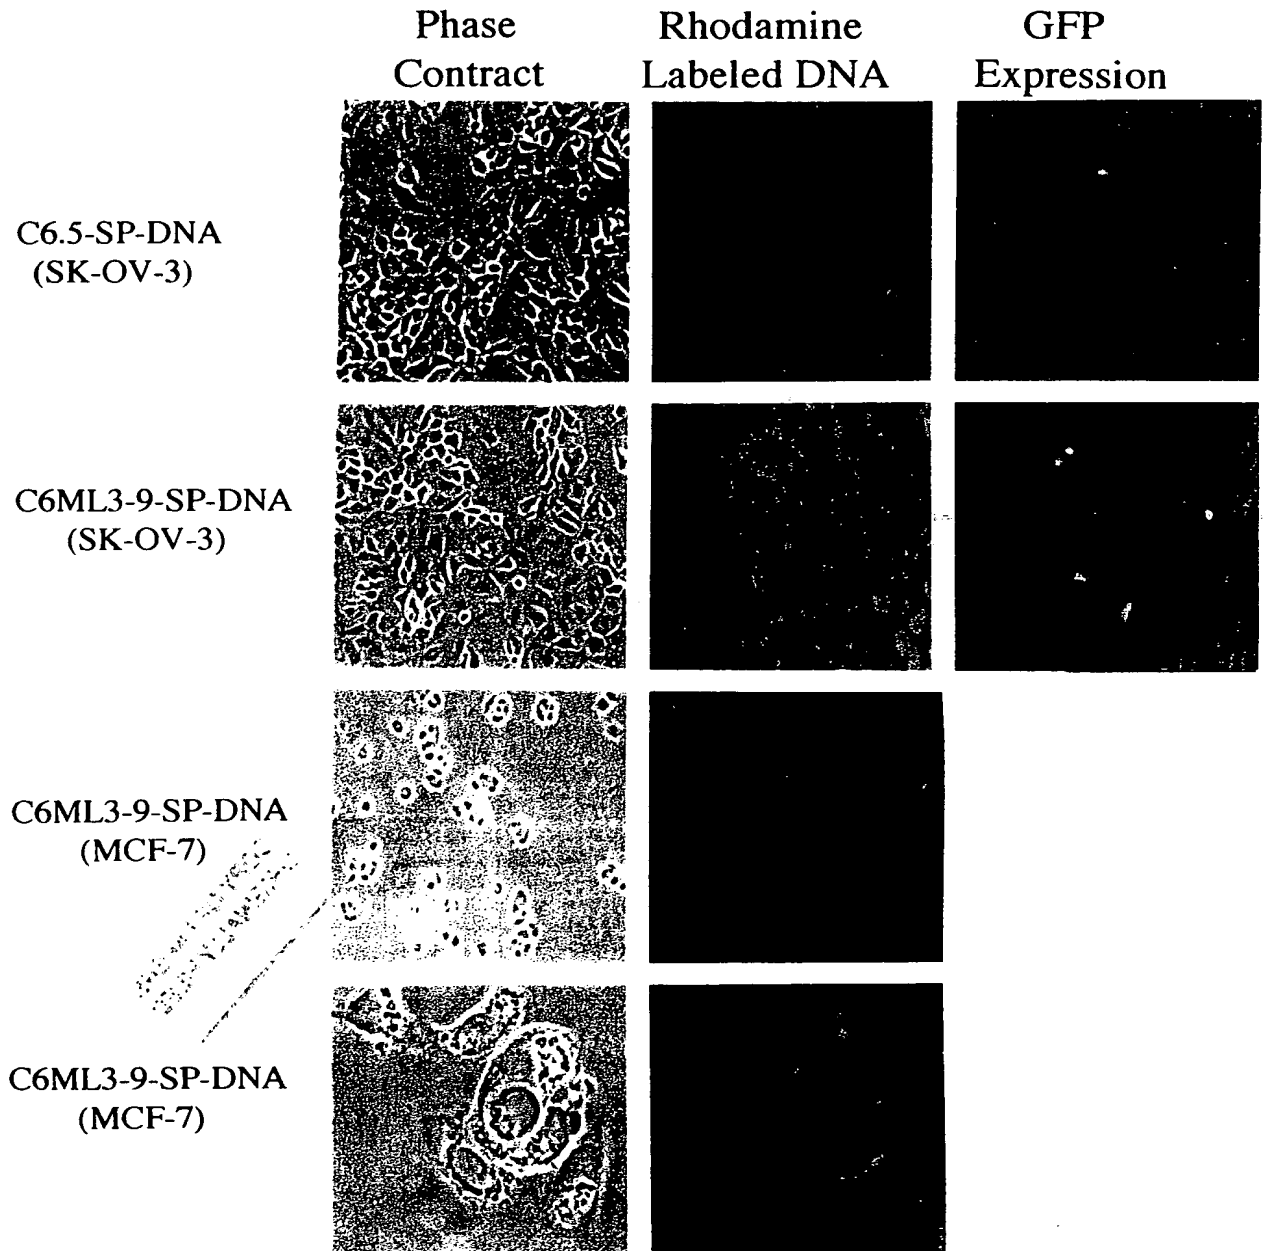 Phase
Contract
Rhodamine
Labeled DNA
GFP
Expression
C6.5-SP-DNA
(SK-OV-3)
C6ML3-9-SP-DNA
(SK-OV-3)
C6ML3-9-SP-DNA
(MCF-7)
C6ML3-9-SP-DNA
(MCF-7)